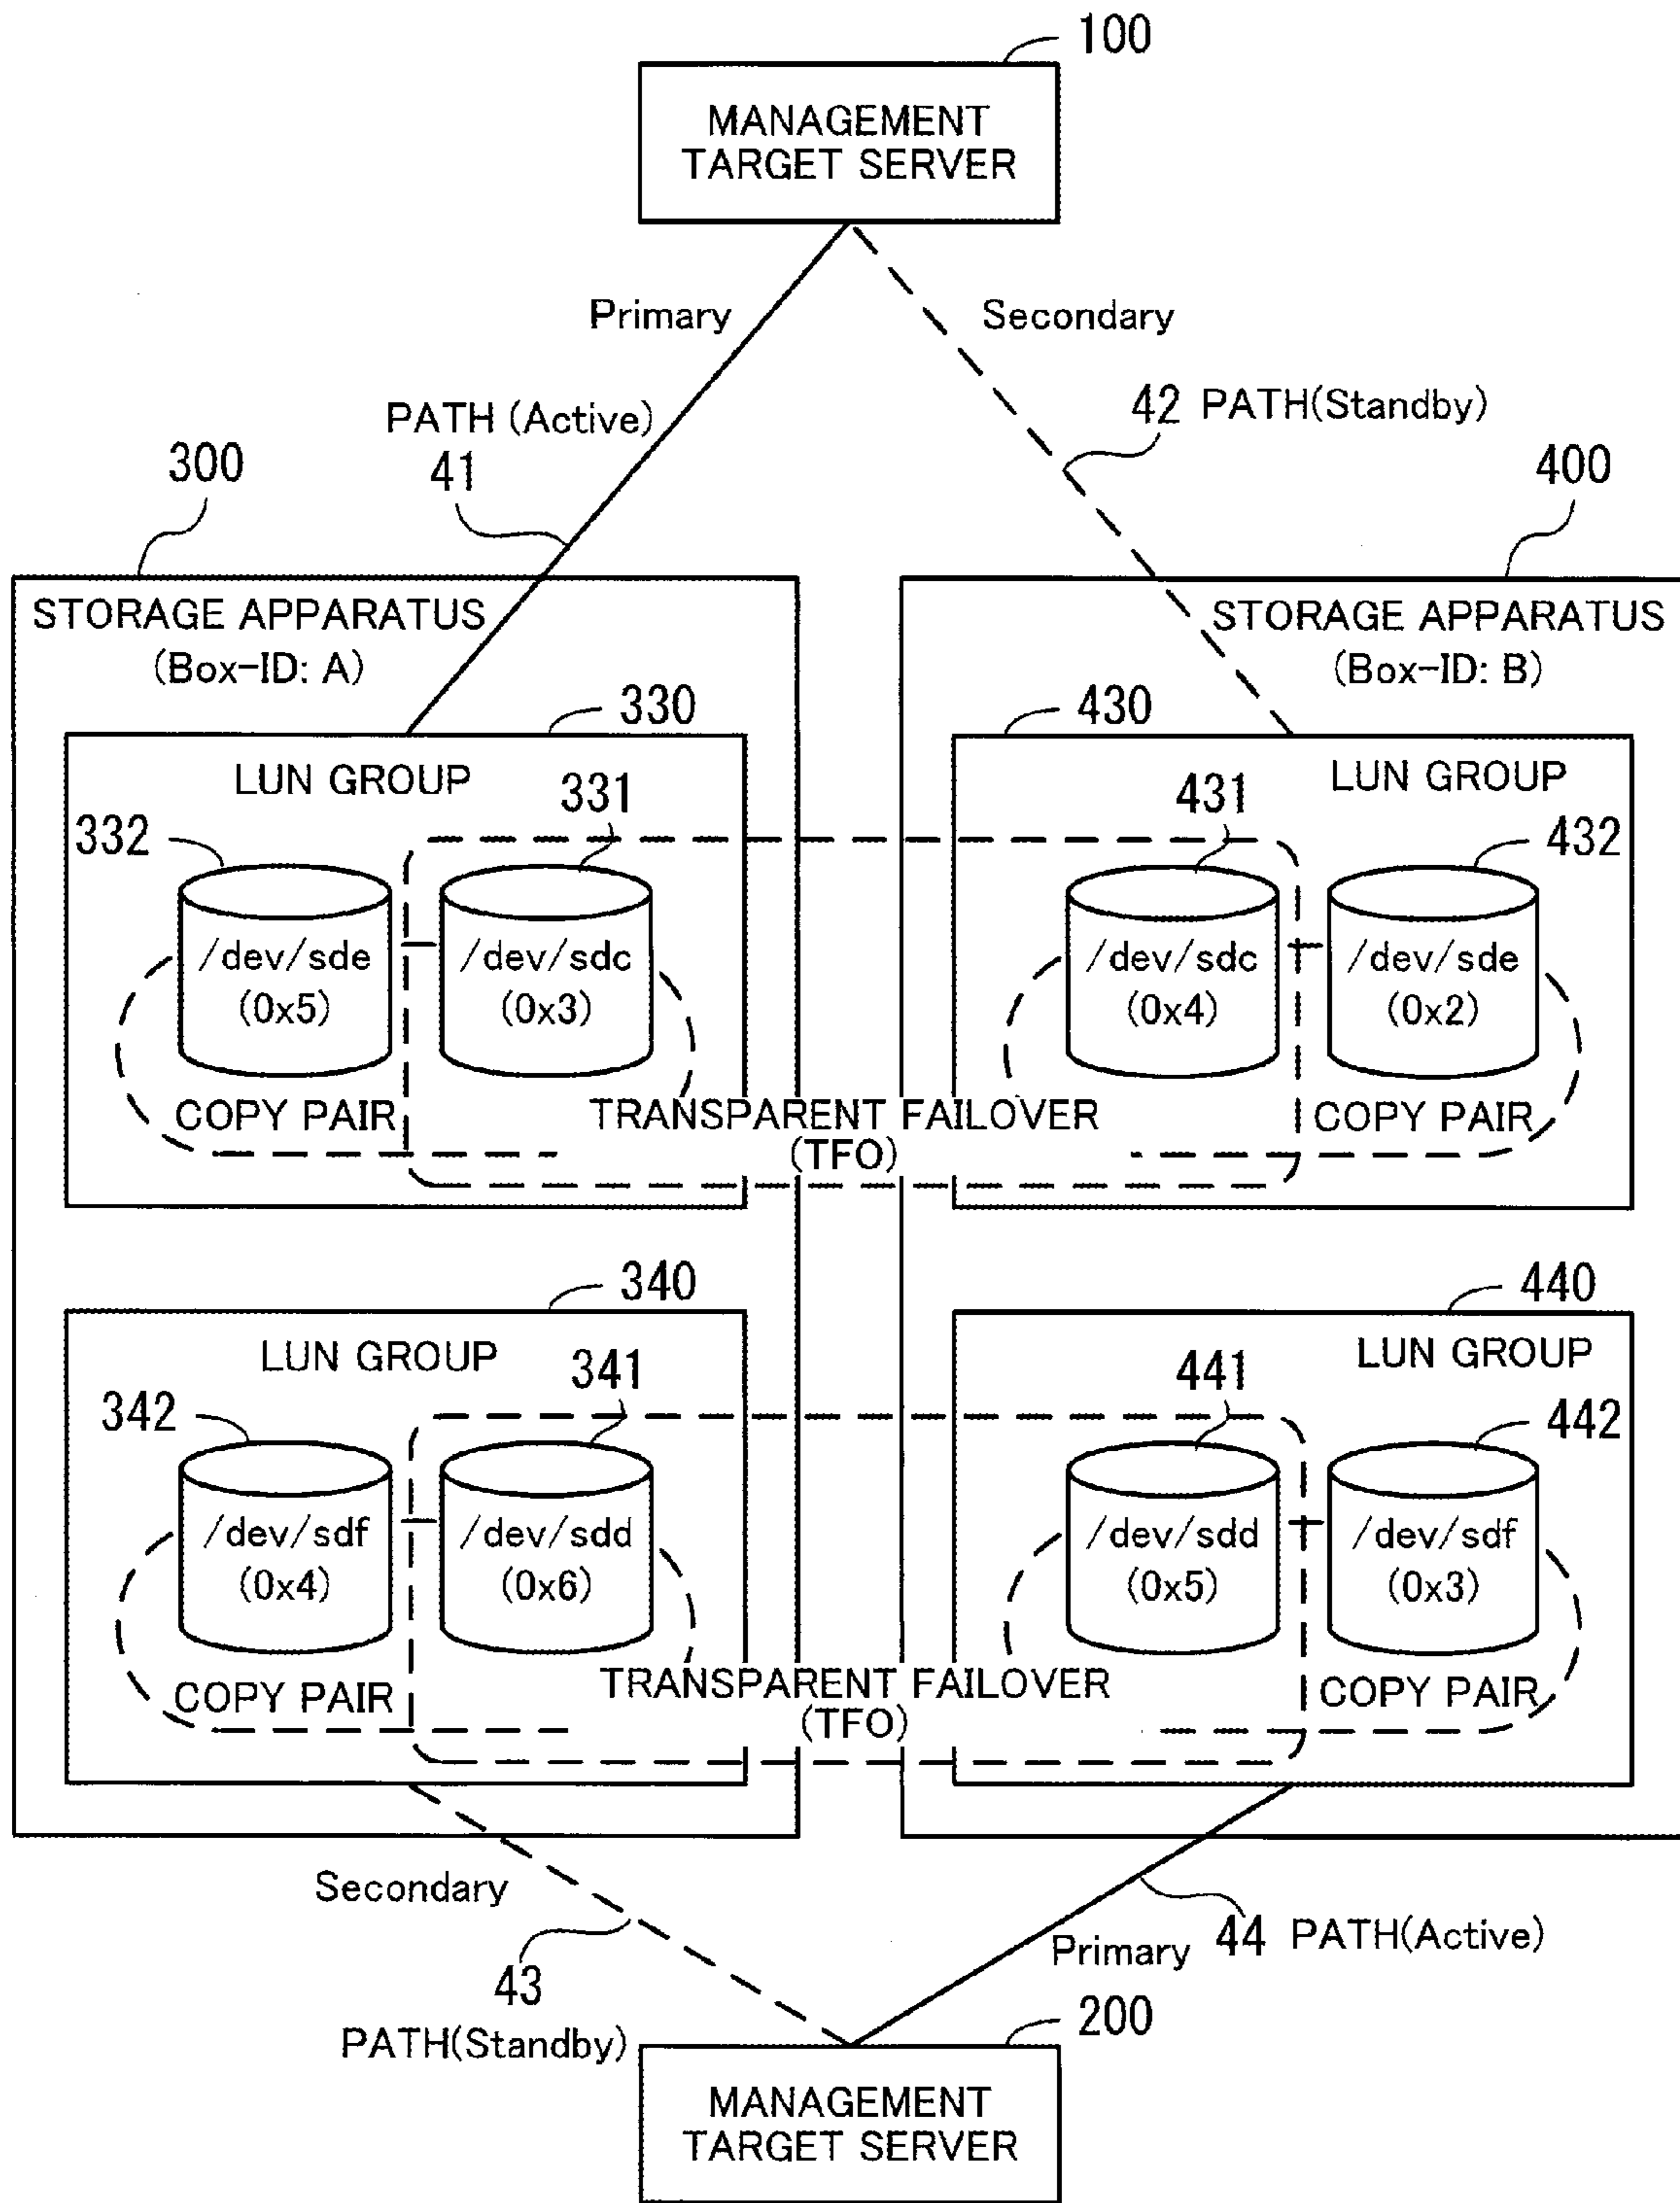 100
MANAGEMENT
TARGET SERVER
Primary
Secondary
PATH (Active)
41
42 PATH(Standby)
300
400
STORAGE APPARATUS
(Box-ID: A)
STORAGE APPARATUS
(Box-ID: B)
330
430
LUN GROUP
LUN GROUP
332
331
431
432
/dev/sde
(0x5)
/dev/sdc
(0x3)
/dev/sdc
(0x4)
/dev/sde
(0x2)
COPY PAIR
TRANSPARENT FAILOVER
(TFO)
COPY PAIR
340
440
LUN GROUP
LUN GROUP
342
341
441
442
/dev/sdf
(0x4)
/dev/sdd
(0x6)
/dev/sdd
(0x5)
/dev/sdf
(0x3)
COPY PAIR
TRANSPARENT FAILOVER
(TFO)
COPY PAIR
Secondary
43
PATH(Standby)
Primary
44 PATH(Active)
200
MANAGEMENT
TARGET SERVER